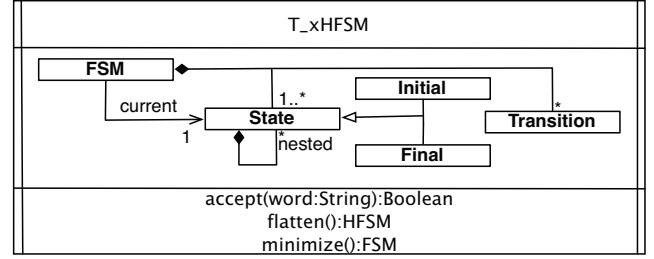 T_xHFSM
FSM
Initial
current
1..*
*
State
Transition
1
*
nested
Final
accept(word:String):Boolean
flatten():HFSM
minimize():FSM